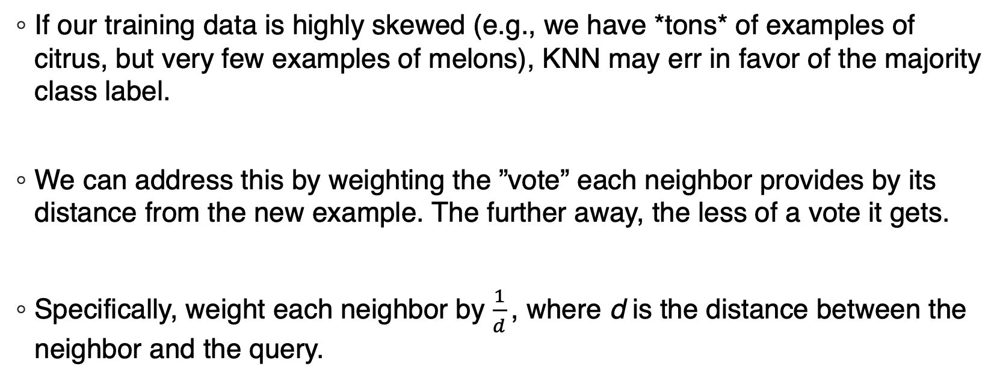 ◦ If our training data is highly skewed (e.g., we have *tons* of examples of
citrus, but very few examples of melons), KNN may err in favor of the majority
class label.
◦ We can address this by weighting the ”vote” each neighbor provides by its
distance from the new example. The further away, the less of a vote it gets.
◦ Specifically, weight each neighbor by 1/d, where d is the distance between the
neighbor and the query.